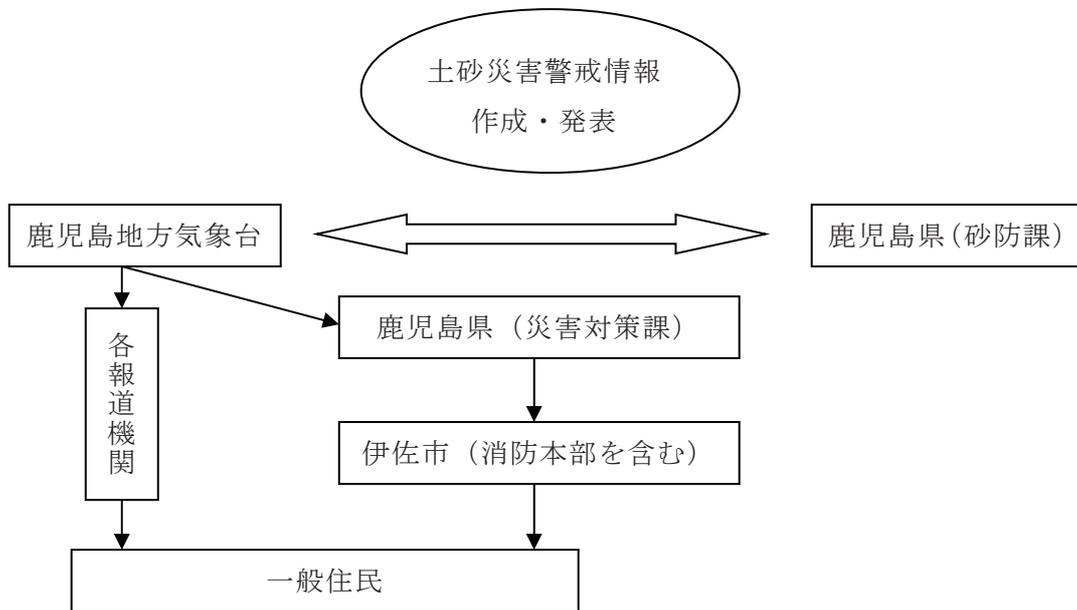 土砂災害警戒情報
作成・発表
鹿児島地方気象台
鹿児島県(砂防課)
鹿児島県（災害対策課）
各報道機関
伊佐市（消防本部を含む）
一般住民